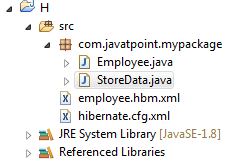 H
src
com.javatpoint.mypackage
Employee.java
StoreData.java
employee.hbm.xml
hibernate.cfg.xml
JRE System Library [JavaSE-1.8]
Referenced Libraries